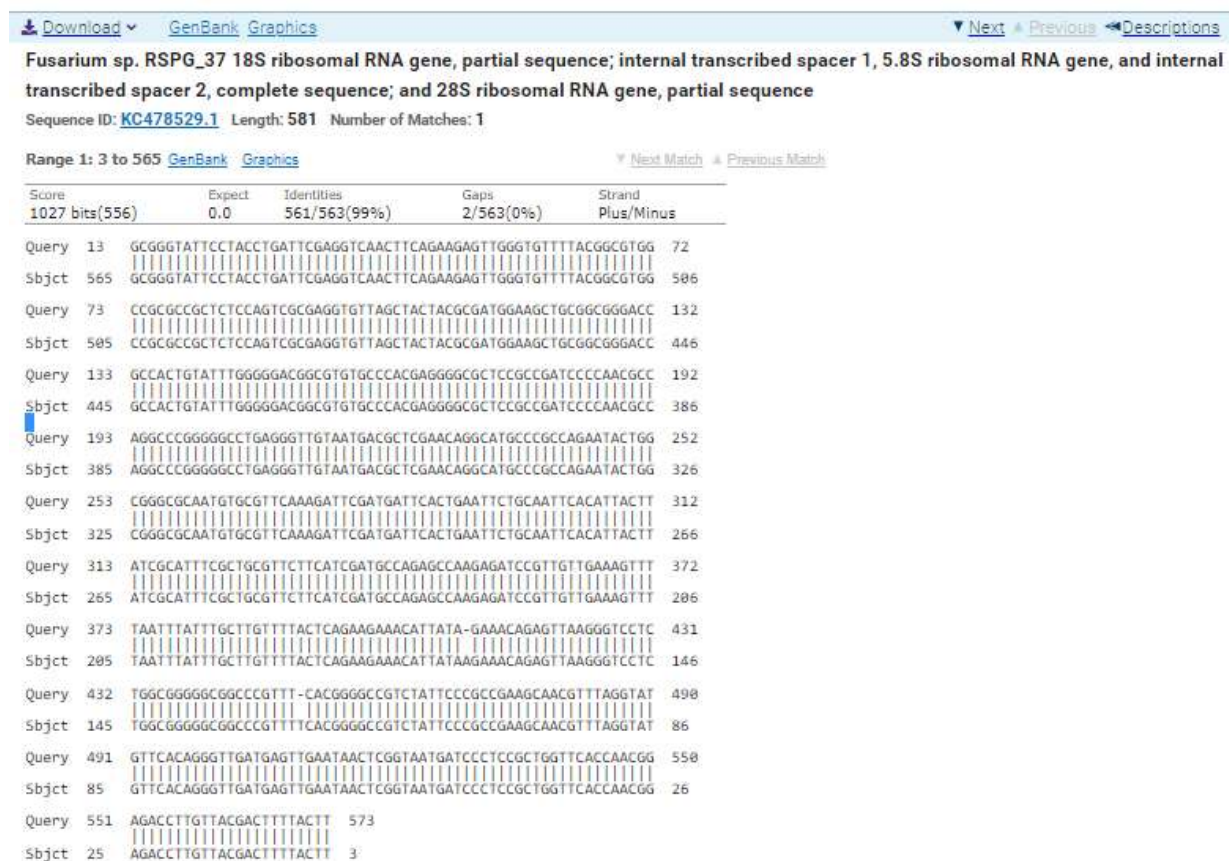 Download GenBank Graphics Next Previous Descriptions
Fusarium sp. RSPG_37 18S ribosomal RNA gene, partial sequence; internal transcribed spacer 1, 5.8S ribosomal RNA gene, and internal
transcribed spacer 2, complete sequence; and 28S ribosomal RNA gene, partial sequence
Sequence ID: KC478529.1 Length: 581 Number of Matches: 1
Range 1: 3 to 565 GenBank Graphics Next Match Previous Match
Score Expect Identities Gaps Strand
1027 bits(556) 0.0 561/563(99%) 2/563(0%) Plus/Minus
Query 13 GCGGGTATTCCTACCTGATTCGAGGTCAACTTCAGAAGAGTTGGGTGTTTTACGGCGTGG 72
Sbjct 565 GCGGGTATTCCTACCTGATTCGAGGTCAACTTCAGAAGAGTTGGGTGTTTTACGGCGTGG 506
Query 73 CCGCGCCGCTCTCCAGTCGCGAGGTGTTAGCTACTACGCGATGGAAGCTGCGGCGGGACC 132
Sbjct 505 CCGCGCCGCTCTCCAGTCGCGAGGTGTTAGCTACTACGCGATGGAAGCTGCGGCGGGACC 446
Query 133 GCCACTGTATTTGGGGGACGGCGTGTGCCCACGAGGGGCGCTCCGCCGATCCCCAACGCC 192
Sbjct 445 GCCACTGTATTTGGGGGACGGCGTGTGCCCACGAGGGGCGCTCCGCCGATCCCCAACGCC 386
Query 193 AGGCCCGGGGGCCTGAGGGTTGTAATGACGCTCGAACAGGCATGCCCGCCAGAATACTGG 252
Sbjct 385 AGGCCCGGGGGCCTGAGGGTTGTAATGACGCTCGAACAGGCATGCCCGCCAGAATACTGG 326
Query 253 CGGGCGCAATGTGCGTTCAAAGATTCGATGATTCACTGAATTCTGCAATTCACATTACTT 312
Sbjct 325 CGGGCGCAATGTGCGTTCAAAGATTCGATGATTCACTGAATTCTGCAATTCACATTACTT 266
Query 313 ATCGCATTTCGCTGCGTTCTTCATCGATGCCAGAGCCAAGAGATCCGTTGTTGAAAGTTT 372
Sbjct 265 ATCGCATTTCGCTGCGTTCTTCATCGATGCCAGAGCCAAGAGATCCGTTGTTGAAAGTTT 206
Query 373 TAATTTATTTGCTTGTTTTACTCAGAAGAAACATTATA-GAAACAGAGTTAAGGGTCCTC 431
Sbjct 205 TAATTTATTTGCTTGTTTTACTCAGAAGAAACATTATAAGAAACAGAGTTAAGGGTCCTC 146
Query 432 TGGCGGGGGCGGCCCGTTT-CACGGGGCCGTCTATTCCCGCCGAAGCAACGTTTAGGTAT 490
Sbjct 145 TGGCGGGGGCGGCCCGTTTTCACGGGGCCGTCTATTCCCGCCGAAGCAACGTTTAGGTAT 86
Query 491 GTTCACAGGGTTGATGAGTTGAATAACTCGGTAATGATCCCTCCGCTGGTTCACCAACGG 550
Sbjct 85 GTTCACAGGGTTGATGAGTTGAATAACTCGGTAATGATCCCTCCGCTGGTTCACCAACGG 26
Query 551 AGACCTTGTTACGACTTTTACTT 573
Sbjct 25 AGACCTTGTTACGACTTTTACTT 3